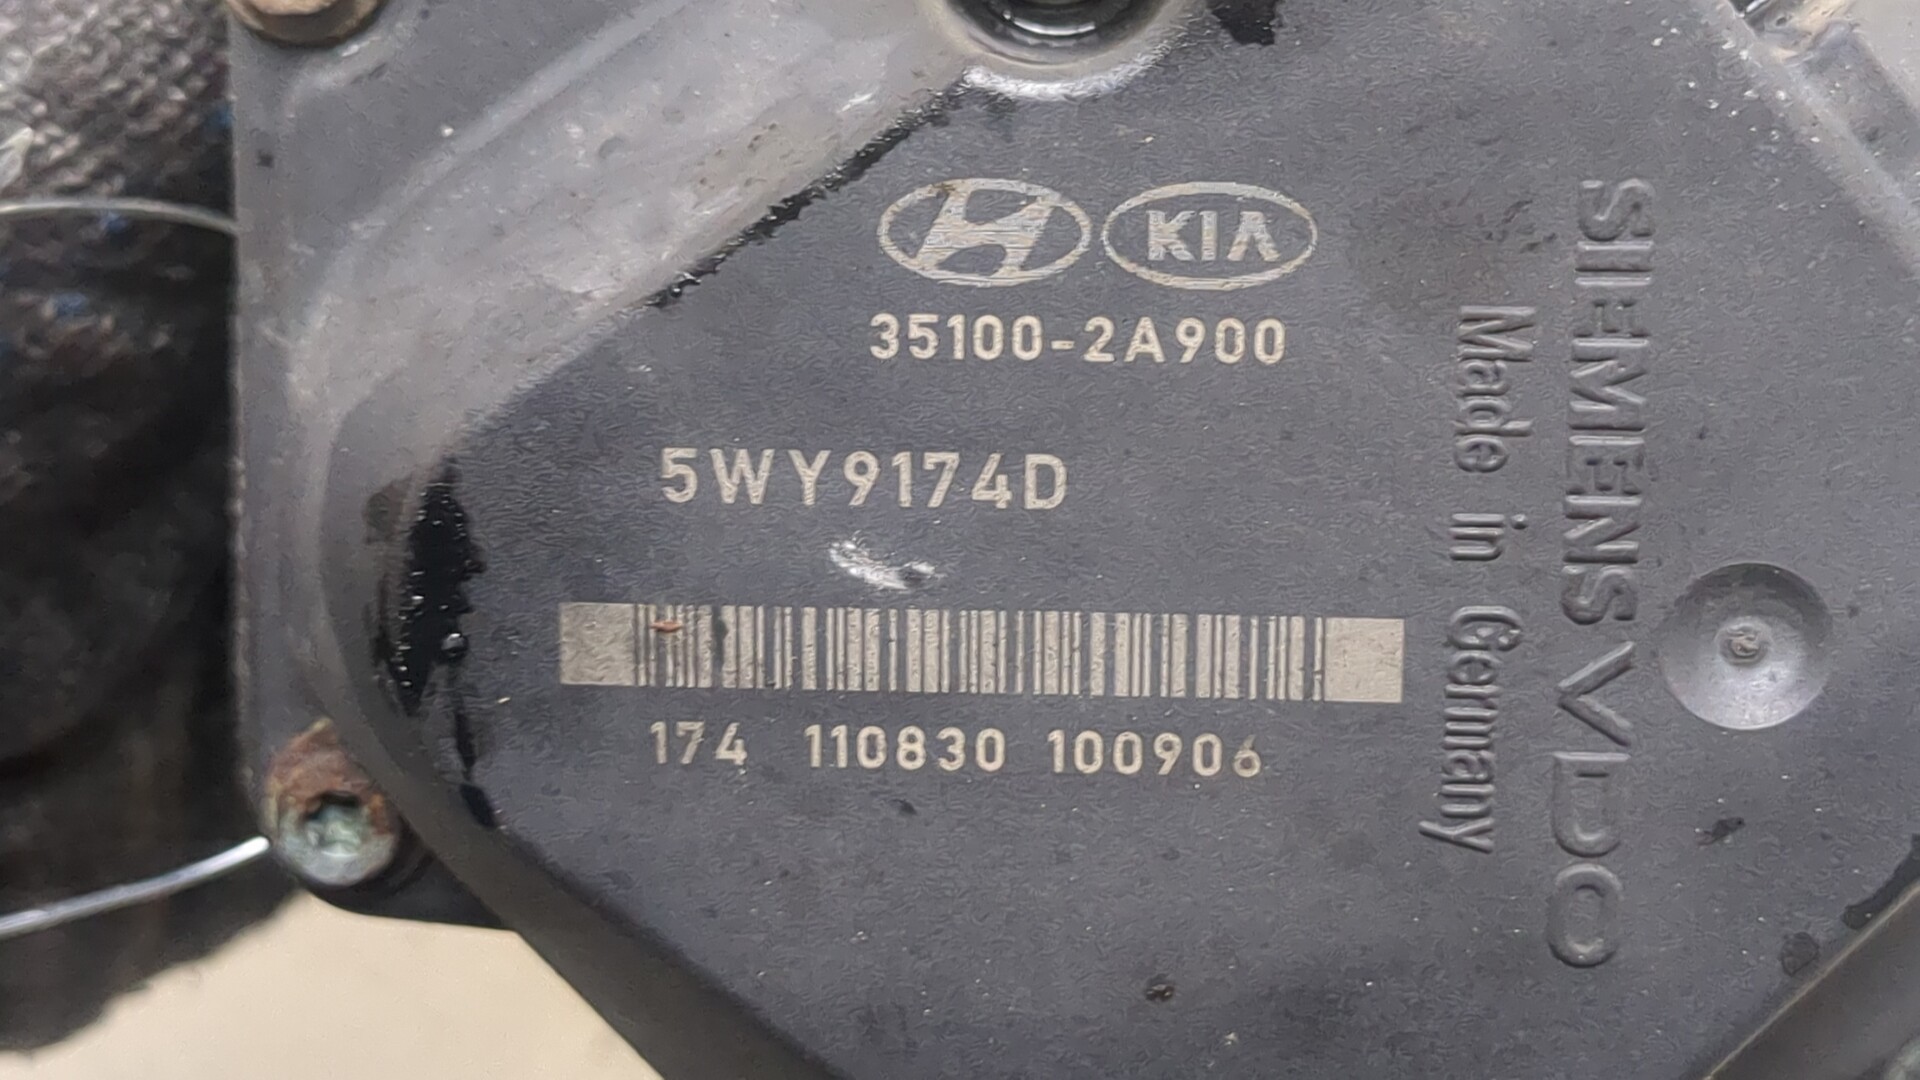 KIA
35100-2A900
5WY9174D
174 110830 100906
SIEMENS VDO
Made in Germany